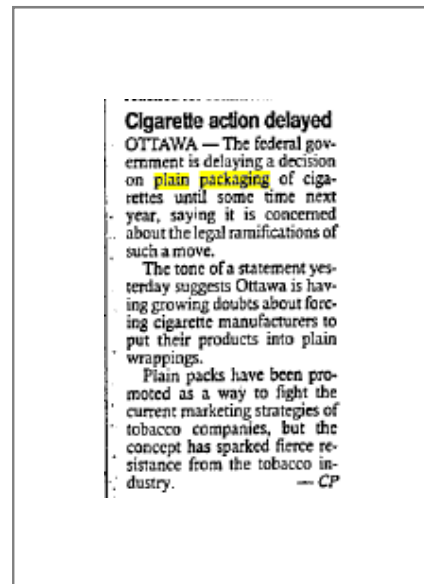 Cigarette action delayed
OTTAWA — The federal gov-
ernment is delaying a decision
on plain packaging of ciga-
rettes until some time next
year, saying it is concerned
about the legal ramifications of
such a move.
The tone of a statement yes-
terday suggests Ottawa is hav-
ing growing doubts about forc-
ing cigarette manufacturers to
put their products into plain
wrappings.
Plain packs have been pro-
moted as a way to fight the
current marketing strategies of
tobacco companies, but the
concept has sparked fierce re-
sistance from the tobacco in-
dustry. — CP